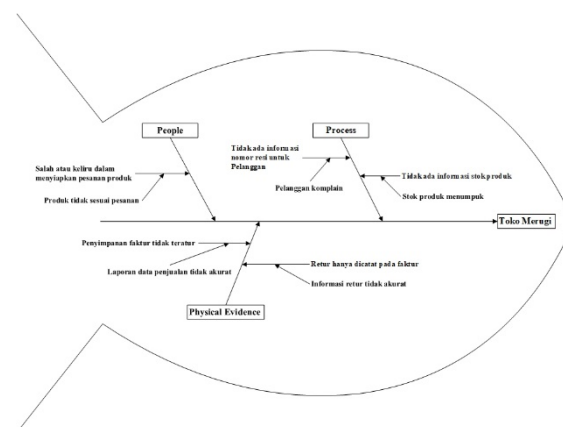 People
Process
Tidak ada informasi
nomor resi untuk
Pelanggan
Salah atau keliru dalam
menyiapkan pesanan produk
Tidak ada informasi stok produk
Pelanggan komplain
Stok produk menumpuk
Produk tidak sesuai pesanan
Toko Merugi
Penyimpanan faktur tidak teratur
Retur hanya dicatat pada faktur
Laporan data penjualan tidak akurat
Informasi retur tidak akurat
Physical Evidence